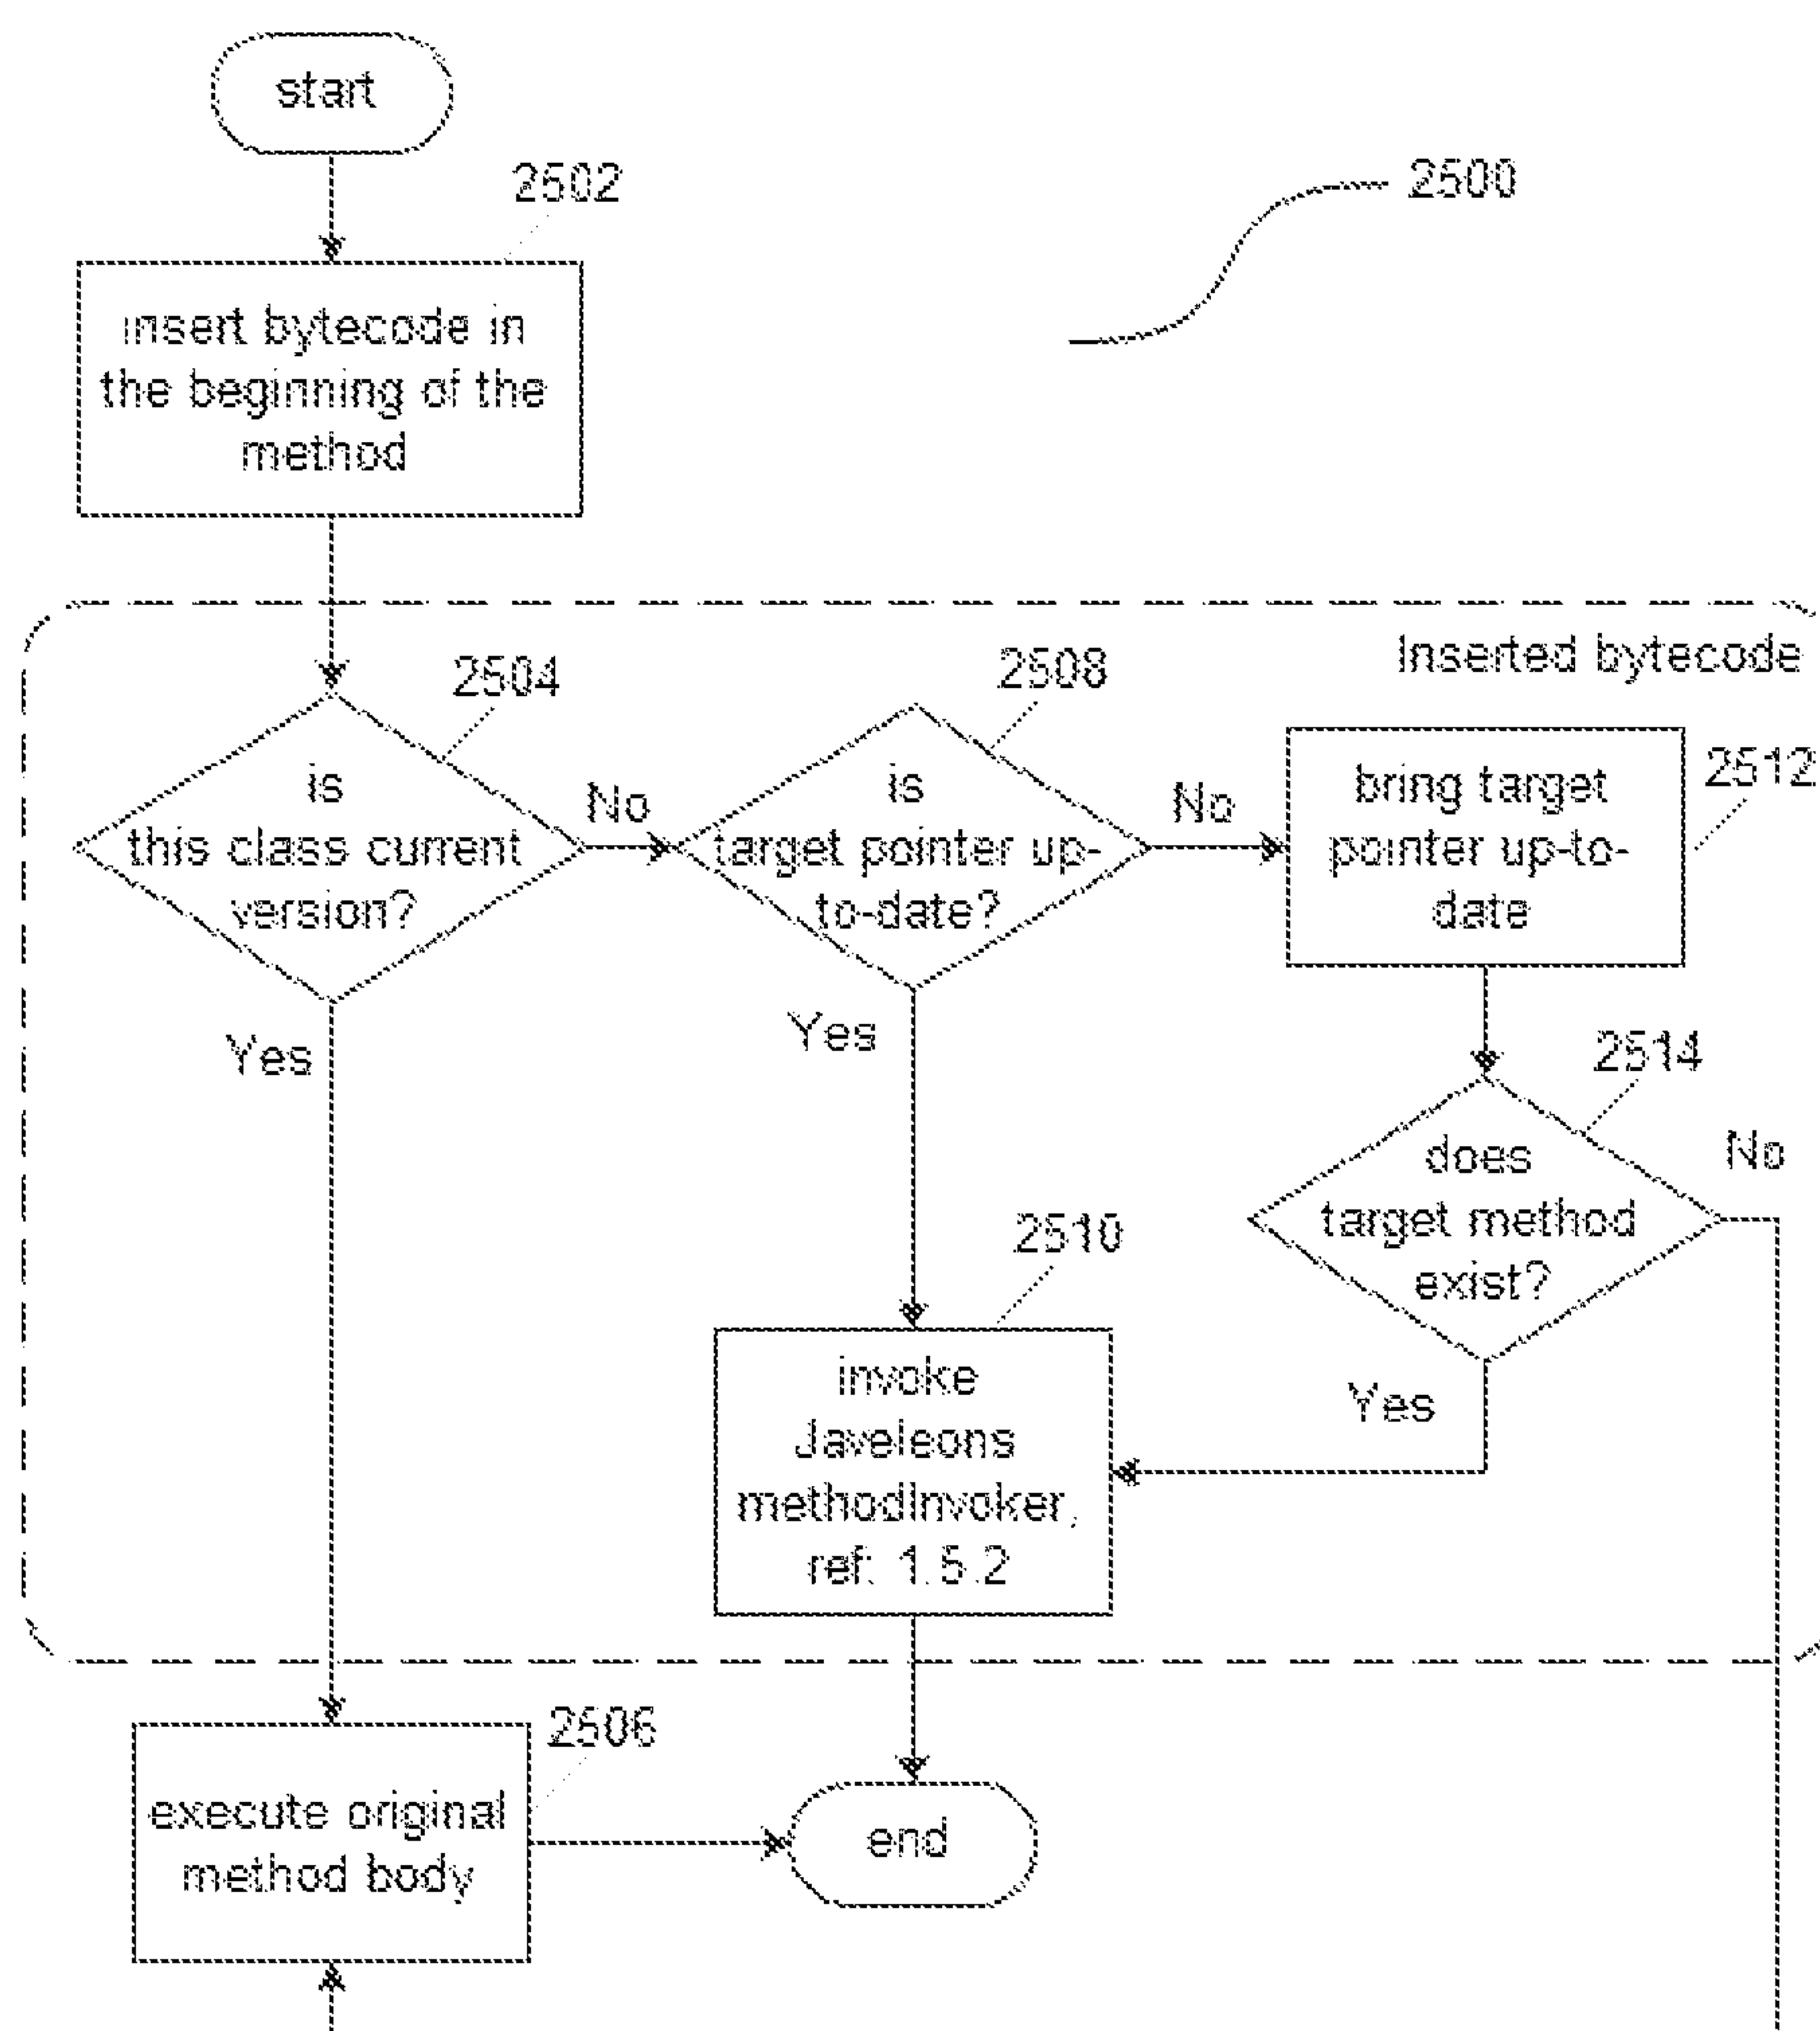 start
2502
2500
insert bytecode in
the beginning of the
method
Inserted bytecode
2504
2508
2512
is
this class current
version?
No
is
target pointer up-
to-date?
No
bring target
pointer up-to-
date
Yes
Yes
2514
does
target method
exist?
No
2510
Yes
invoke
Javeleons
methodInvoker,
ref. 1.5.2
2506
execute original
method body
end